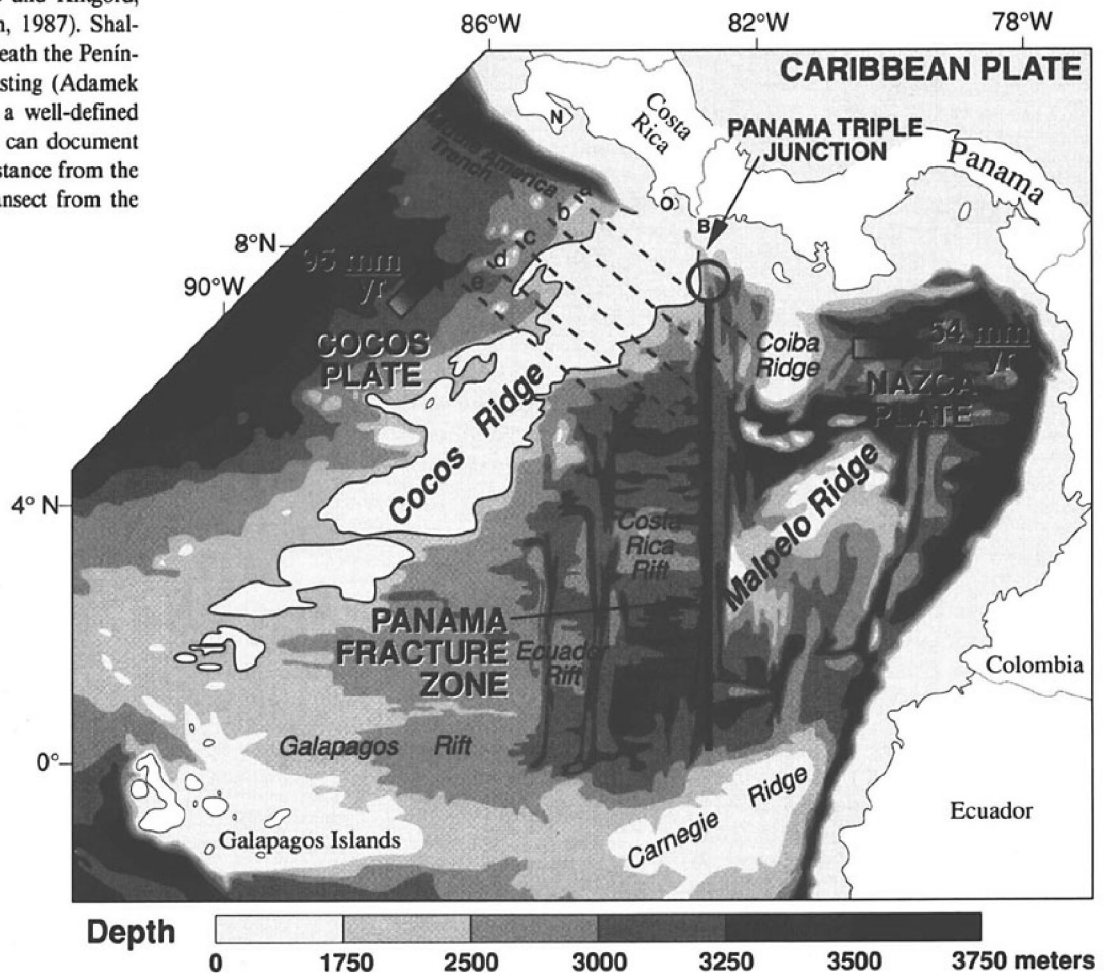 n, 1987). Shal-
eath the Penín-
sting (Adamek
a well-defined
can document
stance from the
nsect from the
86°W
82°W
78°W
CARIBBEAN PLATE
N
Costa
Rica
PANAMA TRIPLE
JUNCTION
Panama
Middle America
Trench
a
b
o
B
c
8°N
d
95 mm
yr
e
90°W
COCOS
PLATE
Coiba
Ridge
54 mm
yr
NAZCA
PLATE
Cocos Ridge
Malpelo Ridge
4° N
Costa
Rica
Rift
PANAMA
FRACTURE
ZONE
Ecuador
Rift
Colombia
Galapagos Rift
0°
Carnegie Ridge
Ecuador
Galapagos Islands
Depth
0 1750 2500 3000 3250 3500 3750 meters